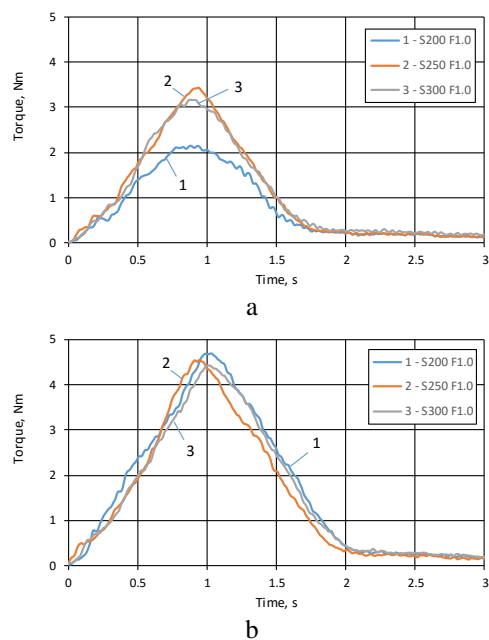 5
4
3
2
1
0
Torque, Nm
1 - S200 F1.0
2 - S250 F1.0
3 - S300 F1.0
2
3
1
0 0.5 1 1.5 2 2.5 3
Time, s
a
5
4
3
2
1
0
Torque, Nm
1 - S200 F1.0
2 - S250 F1.0
3 - S300 F1.0
2
3
1
0 0.5 1 1.5 2 2.5 3
Time, s
b